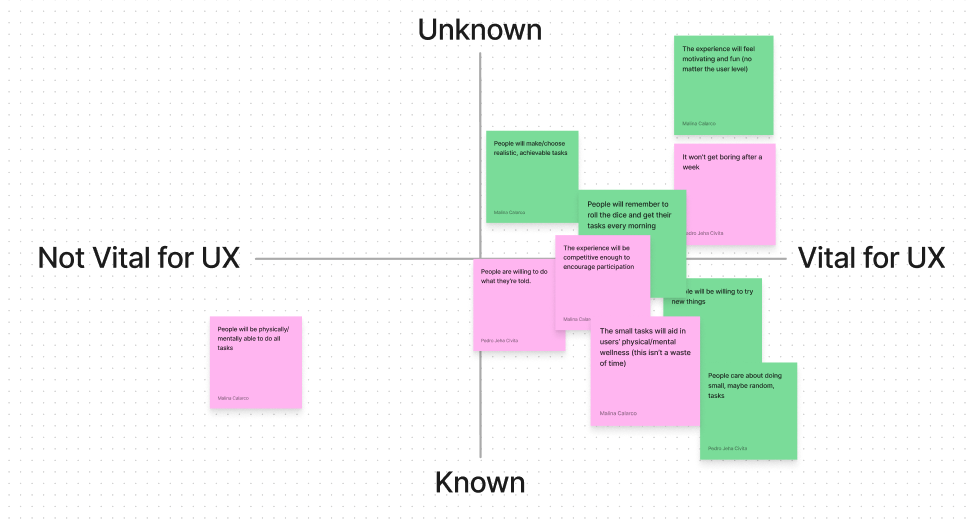 Unknown
The experience will feel
motivating and fun (no
matter the user level)
Malina Calarco
People will make/choose
realistic, achievable tasks
Malina Calarco
It won't get boring after a
week
Pedro Jeha Civita
People will remember to
roll the dice and get their
tasks every morning
Not Vital for UX
Vital for UX
The experience will be
competitive enough to
encourage participation
Malina Calar
People are willing to do
what they're told.
Pedro Jeha Civita
will be willing to try
new things
People will be physically/
mentally able to do all
tasks
Malina Calarco
The small tasks will aid in
users' physical/mental
wellness (this isn't a waste
of time)
Malina Calarco
People care about doing
small, maybe random,
tasks
Pedro Jeha Civita
Known